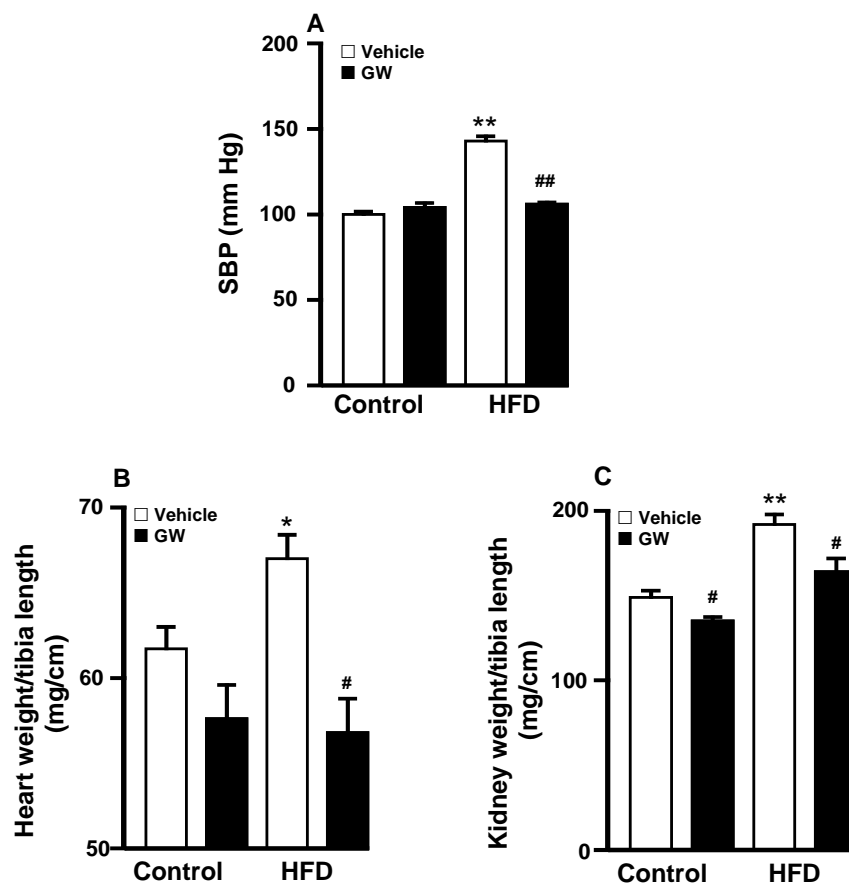 A
200
150
100
50
0
SBP (mm Hg)
Vehicle
GW
**
##
Control HFD
B
70
60
50
Heart weight/tibia length
(mg/cm)
Vehicle
GW
*
#
Control HFD
C
200
100
0
Kidney weight/tibia length
(mg/cm)
Vehicle
GW
#
**
#
Control HFD